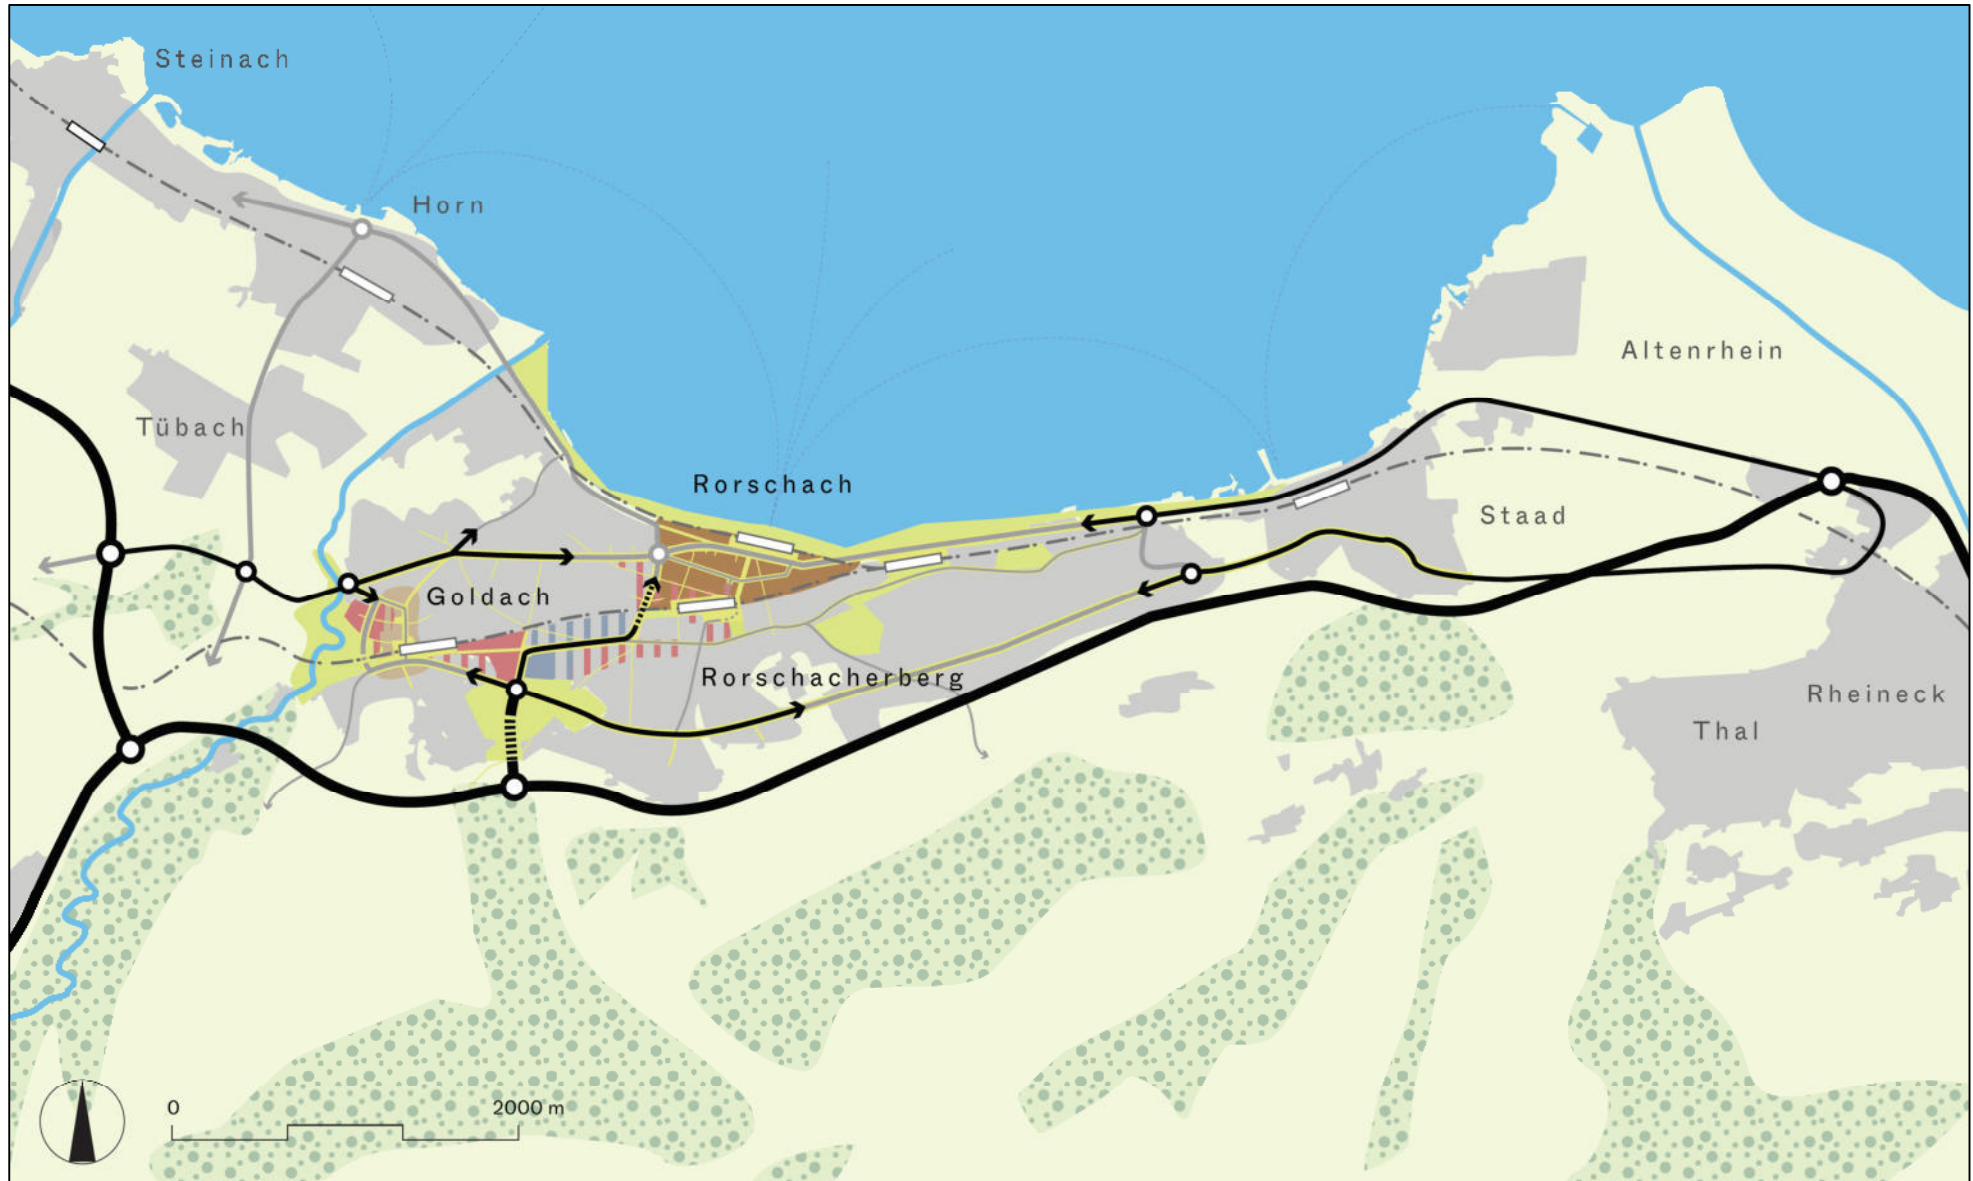 Steinach
Horn
Altenrhein
Tübach
Rorschach
Staad
Goldach
Rorschacherberg
Rheineck
Thal
0
2000 m